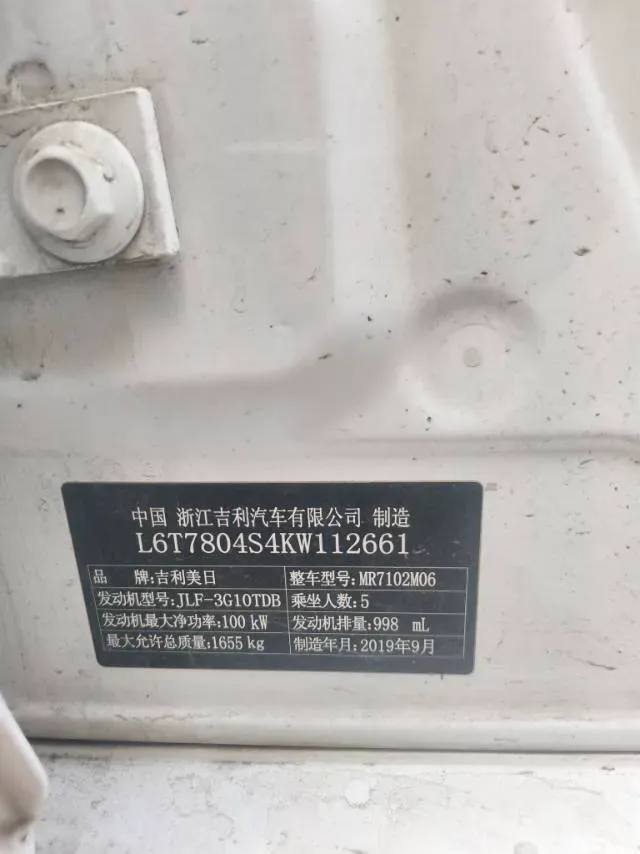 中国 浙江吉利汽车有限公司 制造
L6T7804S4KW112661
品 牌:吉利美日 整车型号:MR7102M06
发动机型号:JLF-3G10TDB 乘坐人数:5
发动机最大净功率:100 kW 发动机排量:998 mL
最大允许总质量:1655 kg 制造年月:2019年9月